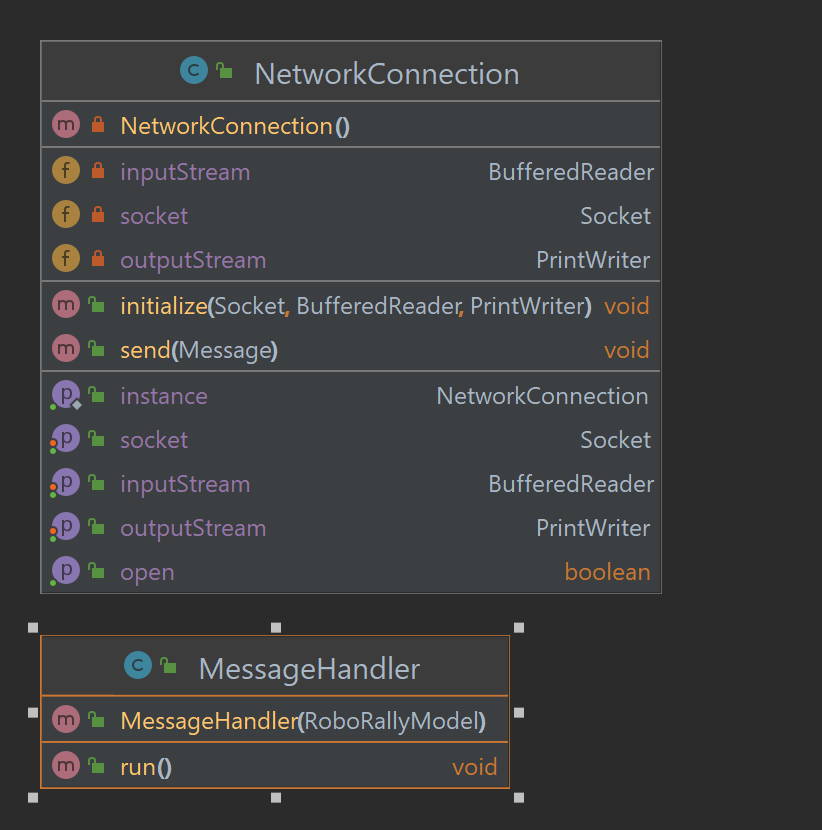 C NetworkConnection
m NetworkConnection()
f inputStream BufferedReader
f socket Socket
f outputStream PrintWriter
m initialize(Socket, BufferedReader, PrintWriter) void
m send(Message) void
p instance NetworkConnection
p socket Socket
p inputStream BufferedReader
p outputStream PrintWriter
p open boolean
C MessageHandler
m MessageHandler(RoboRallyModel)
m run() void